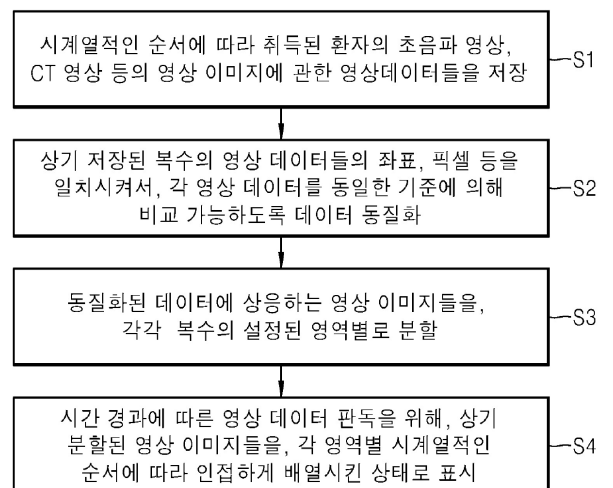 시계열적인 순서에 따라 취득된 환자의 초음파 영상,
CT 영상 등의 영상 이미지에 관한 영상데이터들을 저장
S1
상기 저장된 복수의 영상 데이터들의 좌표, 픽셀 등을
일치시켜서, 각 영상 데이터를 동일한 기준에 의해
비교 가능하도록 데이터 동질화
S2
동질화된 데이터에 상응하는 영상 이미지들을,
각각 복수의 설정된 영역별로 분할
S3
시간 경과에 따른 영상 데이터 판독을 위해, 상기
분할된 영상 이미지들을, 각 영역별 시계열적인
순서에 따라 인접하게 배열시킨 상태로 표시
S4